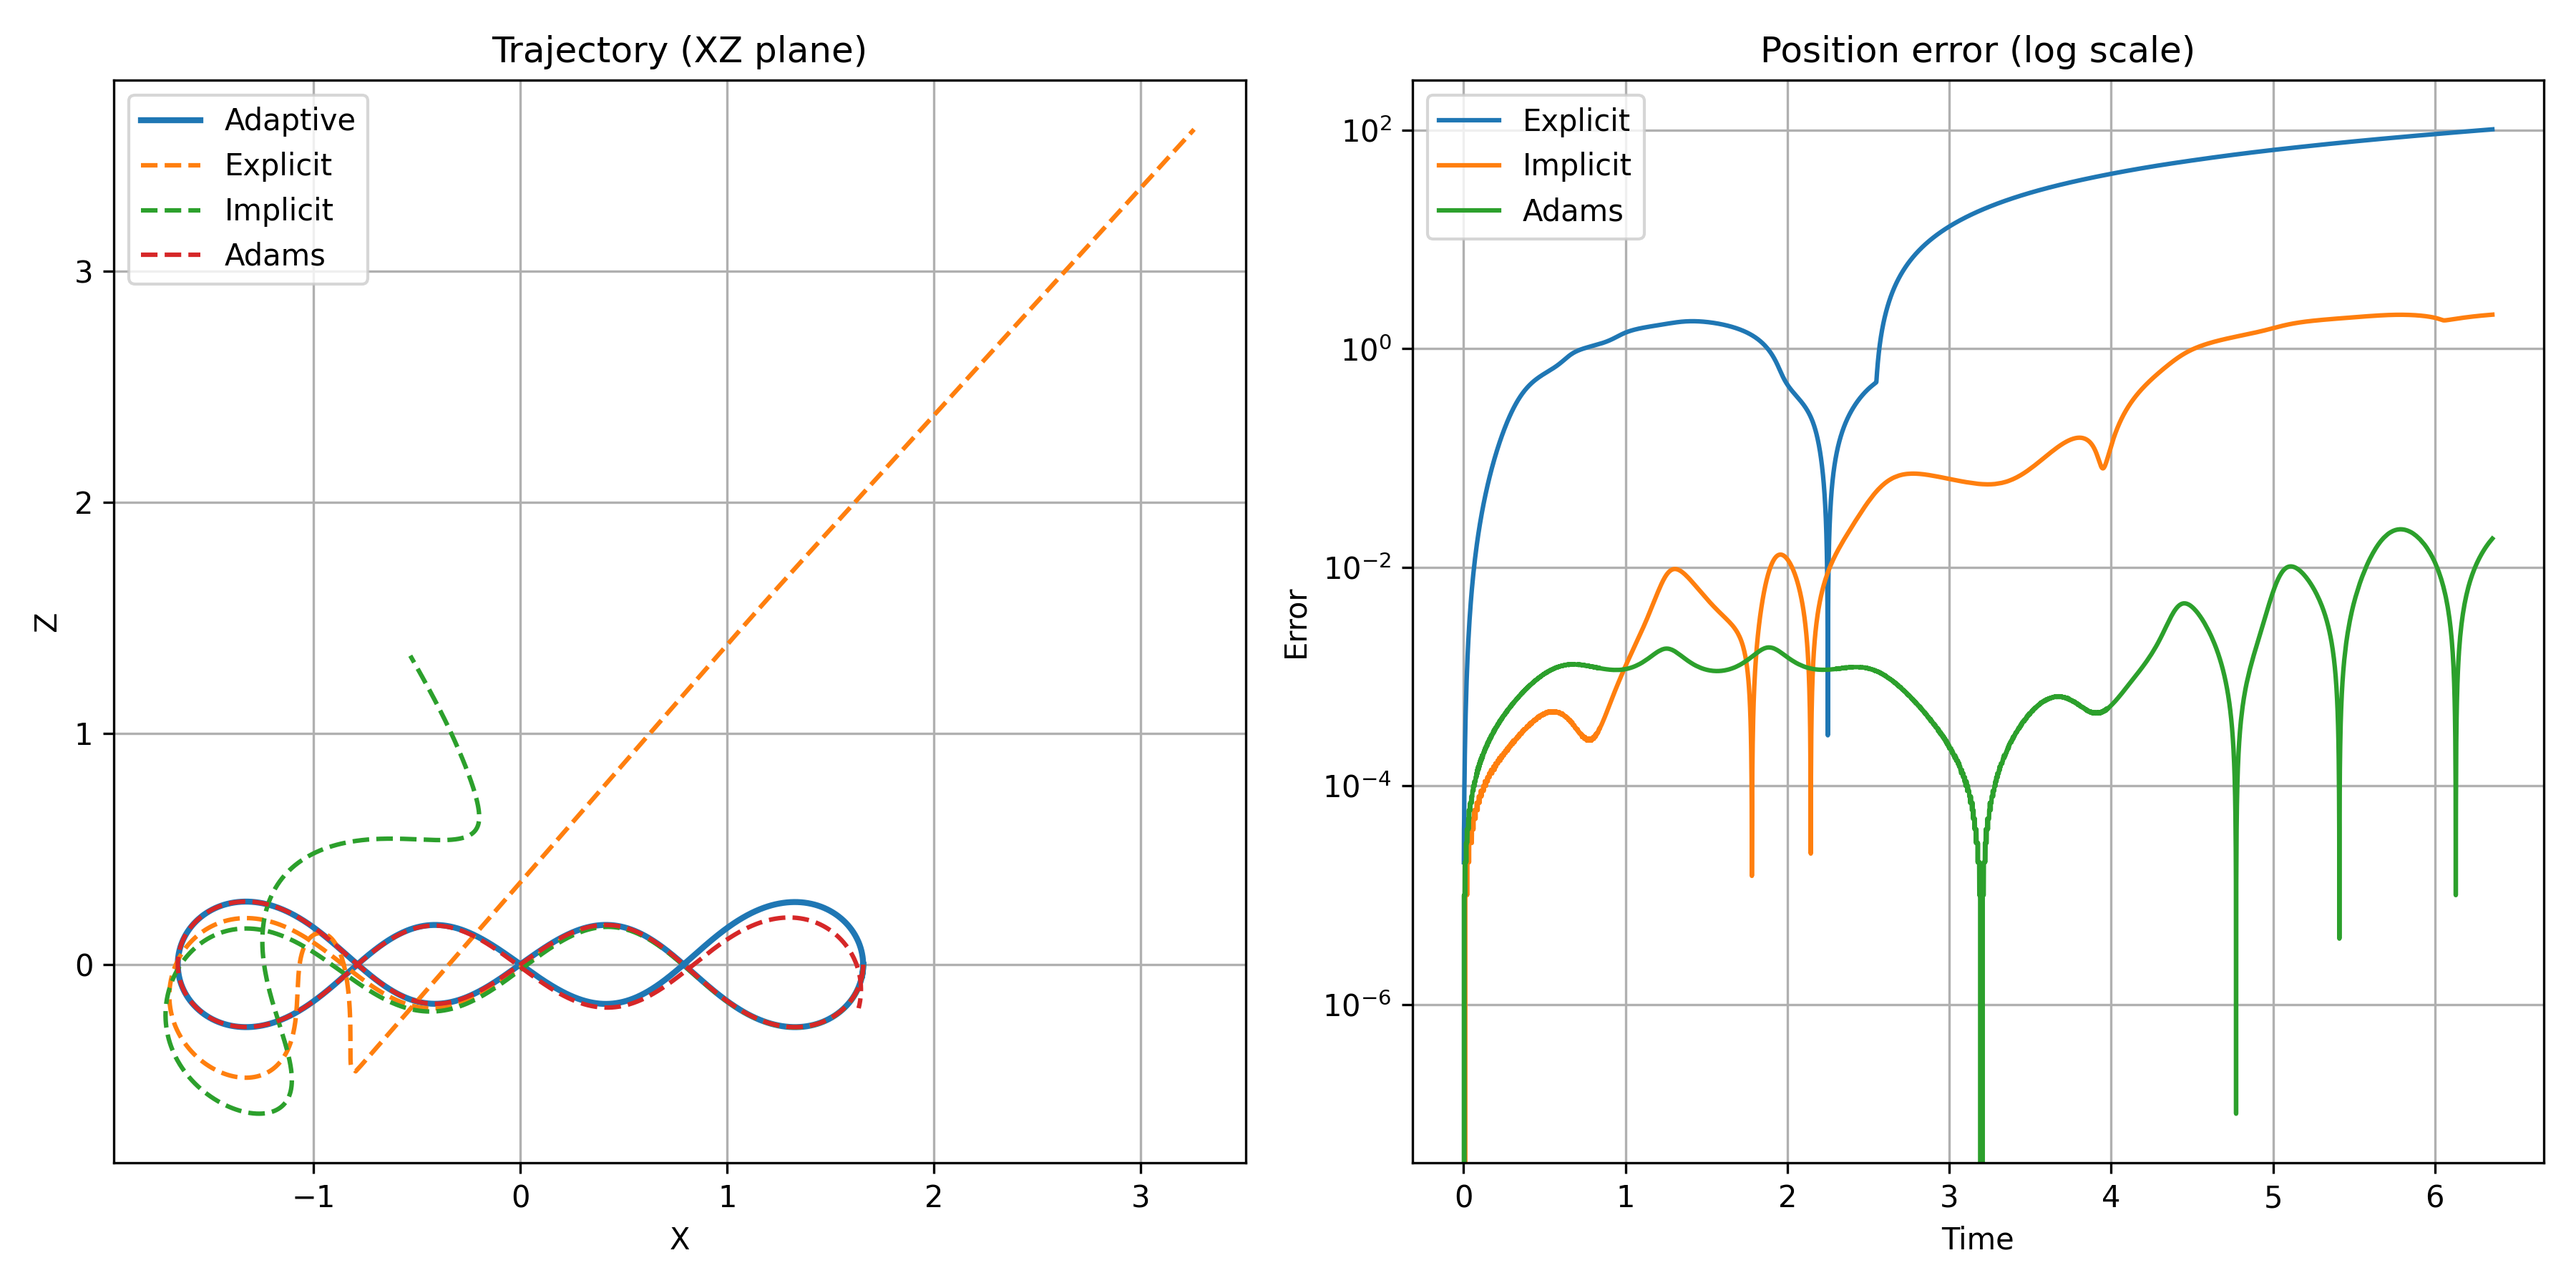 Trajectory (XZ plane)
Adaptive
Explicit
Implicit
Adams
Z
3
2
1
0
−1 0 1 2 3
X
Position error (log scale)
Explicit
Implicit
Adams
Error
10²
10⁰
10⁻²
10⁻⁴
10⁻⁶
0 1 2 3 4 5 6
Time